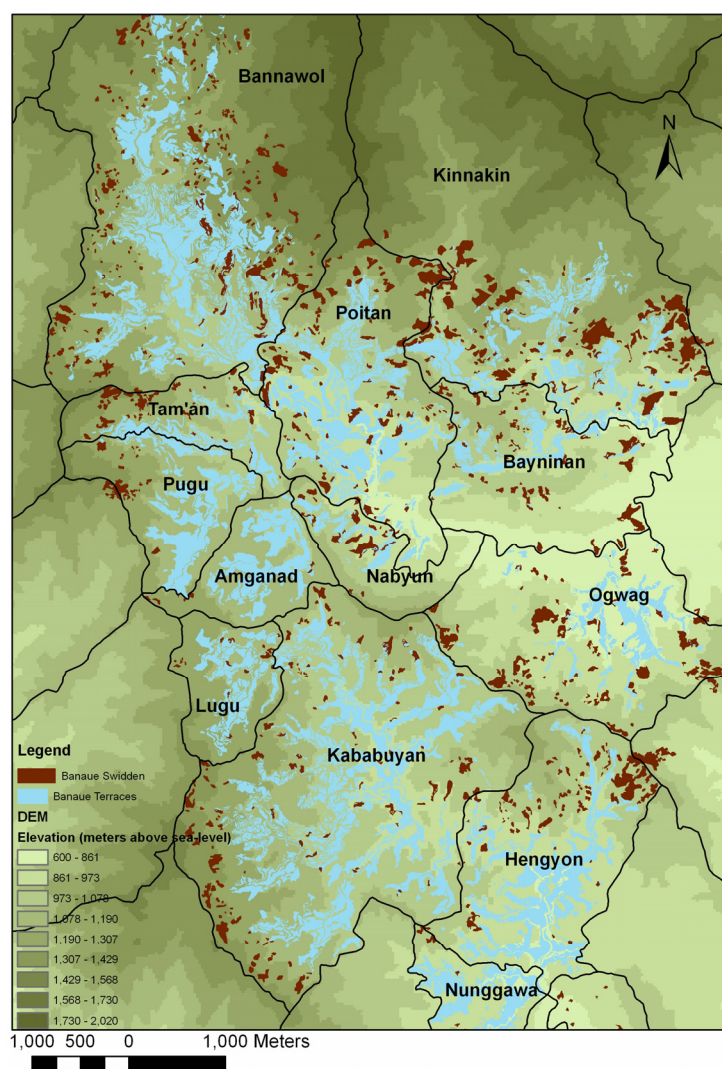 Bannawol
N
Kinnakin
Poitan
Tam'an
Bayninan
Pugu
Amganad
Nabyun
Ogwag
Lugu
Kababuyan
Hengyon
Nunggawa
Legend
Banaue Swidden
Banaue Terraces
DEM
Elevation (meters above sea-level)
600 - 861
861 - 973
973 - 1,078
1,078 - 1,190
1,190 - 1,307
1,307 - 1,429
1,429 - 1,568
1,568 - 1,730
1,730 - 2,020
1,000 500 0 1,000 Meters